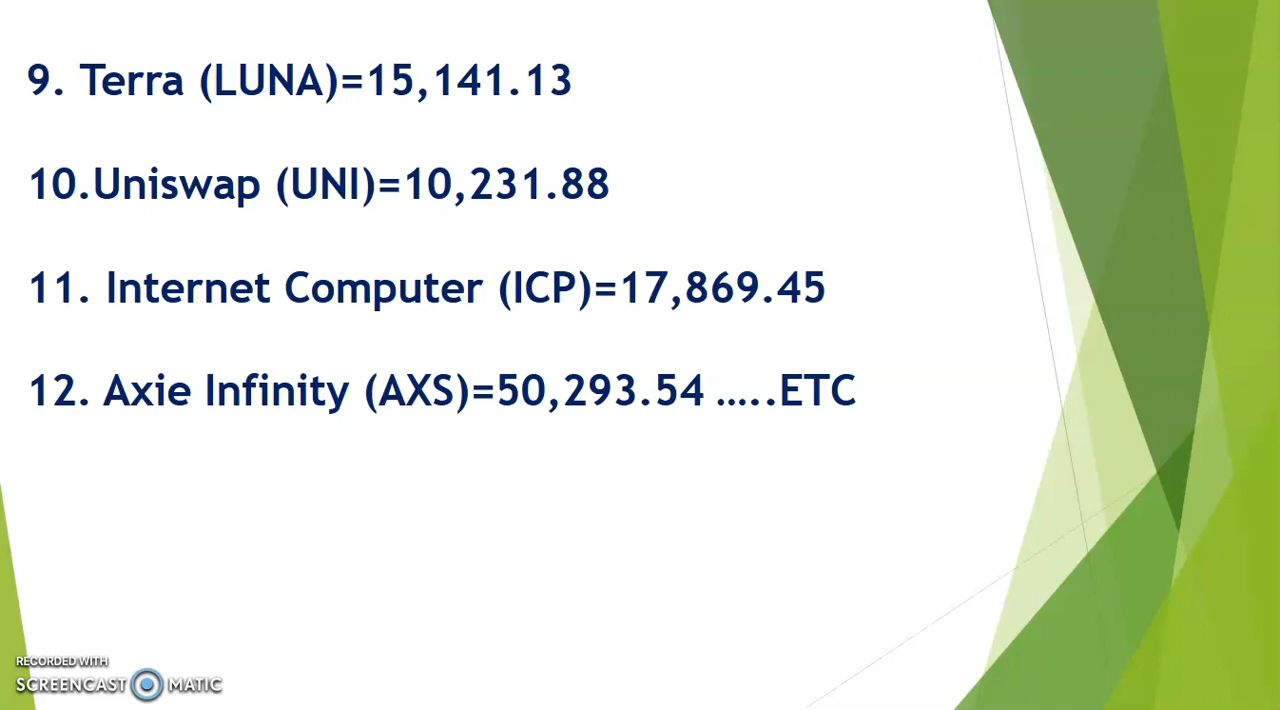 9. Terra (LUNA)=15,141.13
10.Uniswap (UNI)=10,231.88
11. Internet Computer (ICP)=17,869.45
12. Axie Infinity (AXS)=50,293.54 …..ETC
RECORDED WITH
SCREENCAST MATIC